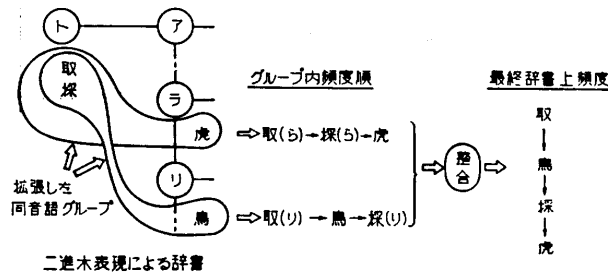 ト ア
取 採
ラ
虎
リ
鳥
拡張した
同音語グループ
二進木表現による辞書
グループ内頻度順
⇨取(ら)→採(ら)→虎
⇨取(リ)→鳥→採(リ)
⇨整合⇨
最終辞書上頻度
取
↓
鳥
↓
採
↓
虎